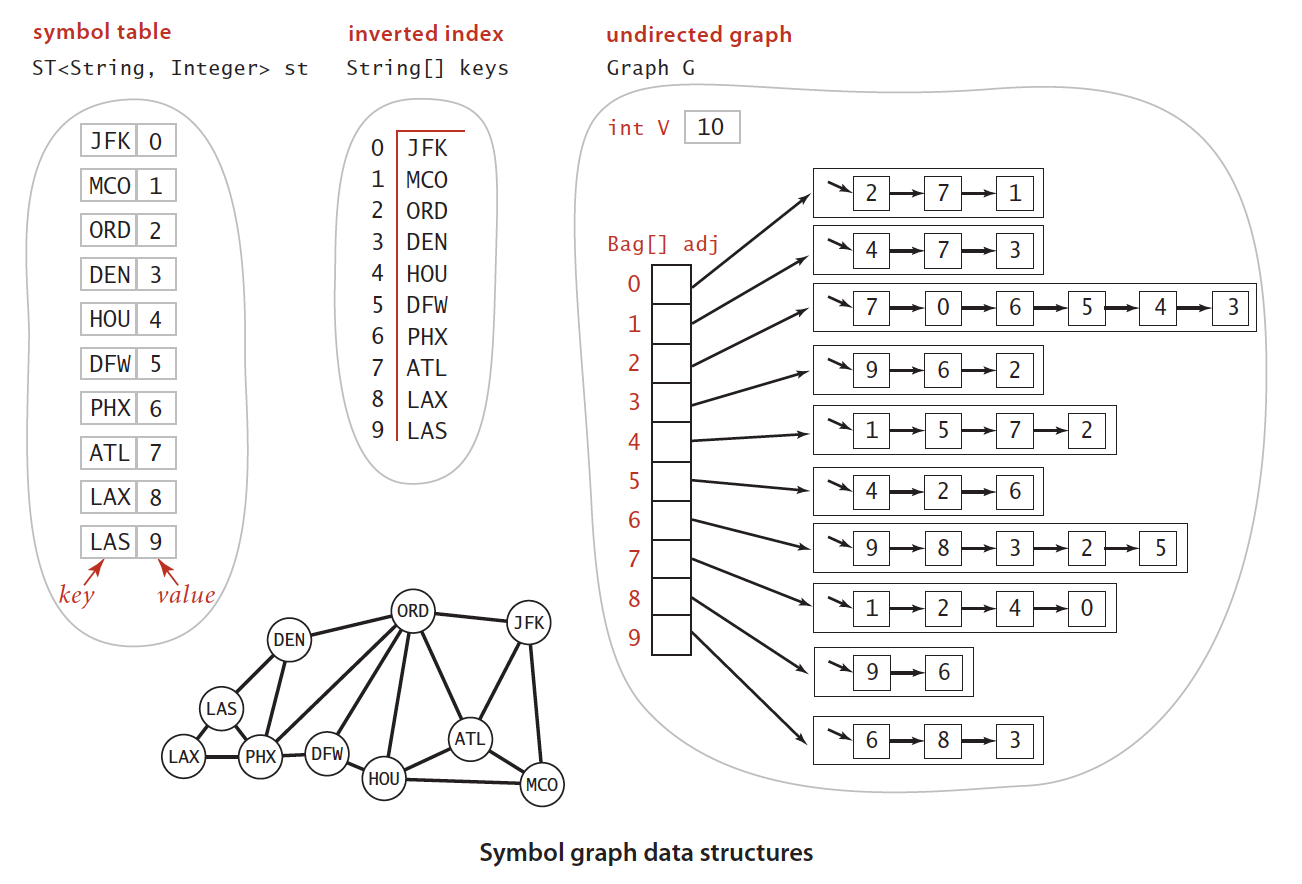 symbol table
ST<String, Integer> st
JFK 0
MCO 1
ORD 2
DEN 3
HOU 4
DFW 5
PHX 6
ATL 7
LAX 8
LAS 9
key value
inverted index
String[] keys
0 JFK
1 MCO
2 ORD
3 DEN
4 HOU
5 DFW
6 PHX
7 ATL
8 LAX
9 LAS
undirected graph
Graph G
int V 10
Bag[] adj
0
1
2
3
4
5
6
7
8
9
2 7 1
4 7 3
7 0 6 5 4 3
9 6 2
1 5 7 2
4 2 6
9 8 3 2 5
1 2 4 0
9 6
6 8 3
ORD
JFK
DEN
LAS
LAX
PHX
DFW
ATL
HOU
MCO
Symbol graph data structures